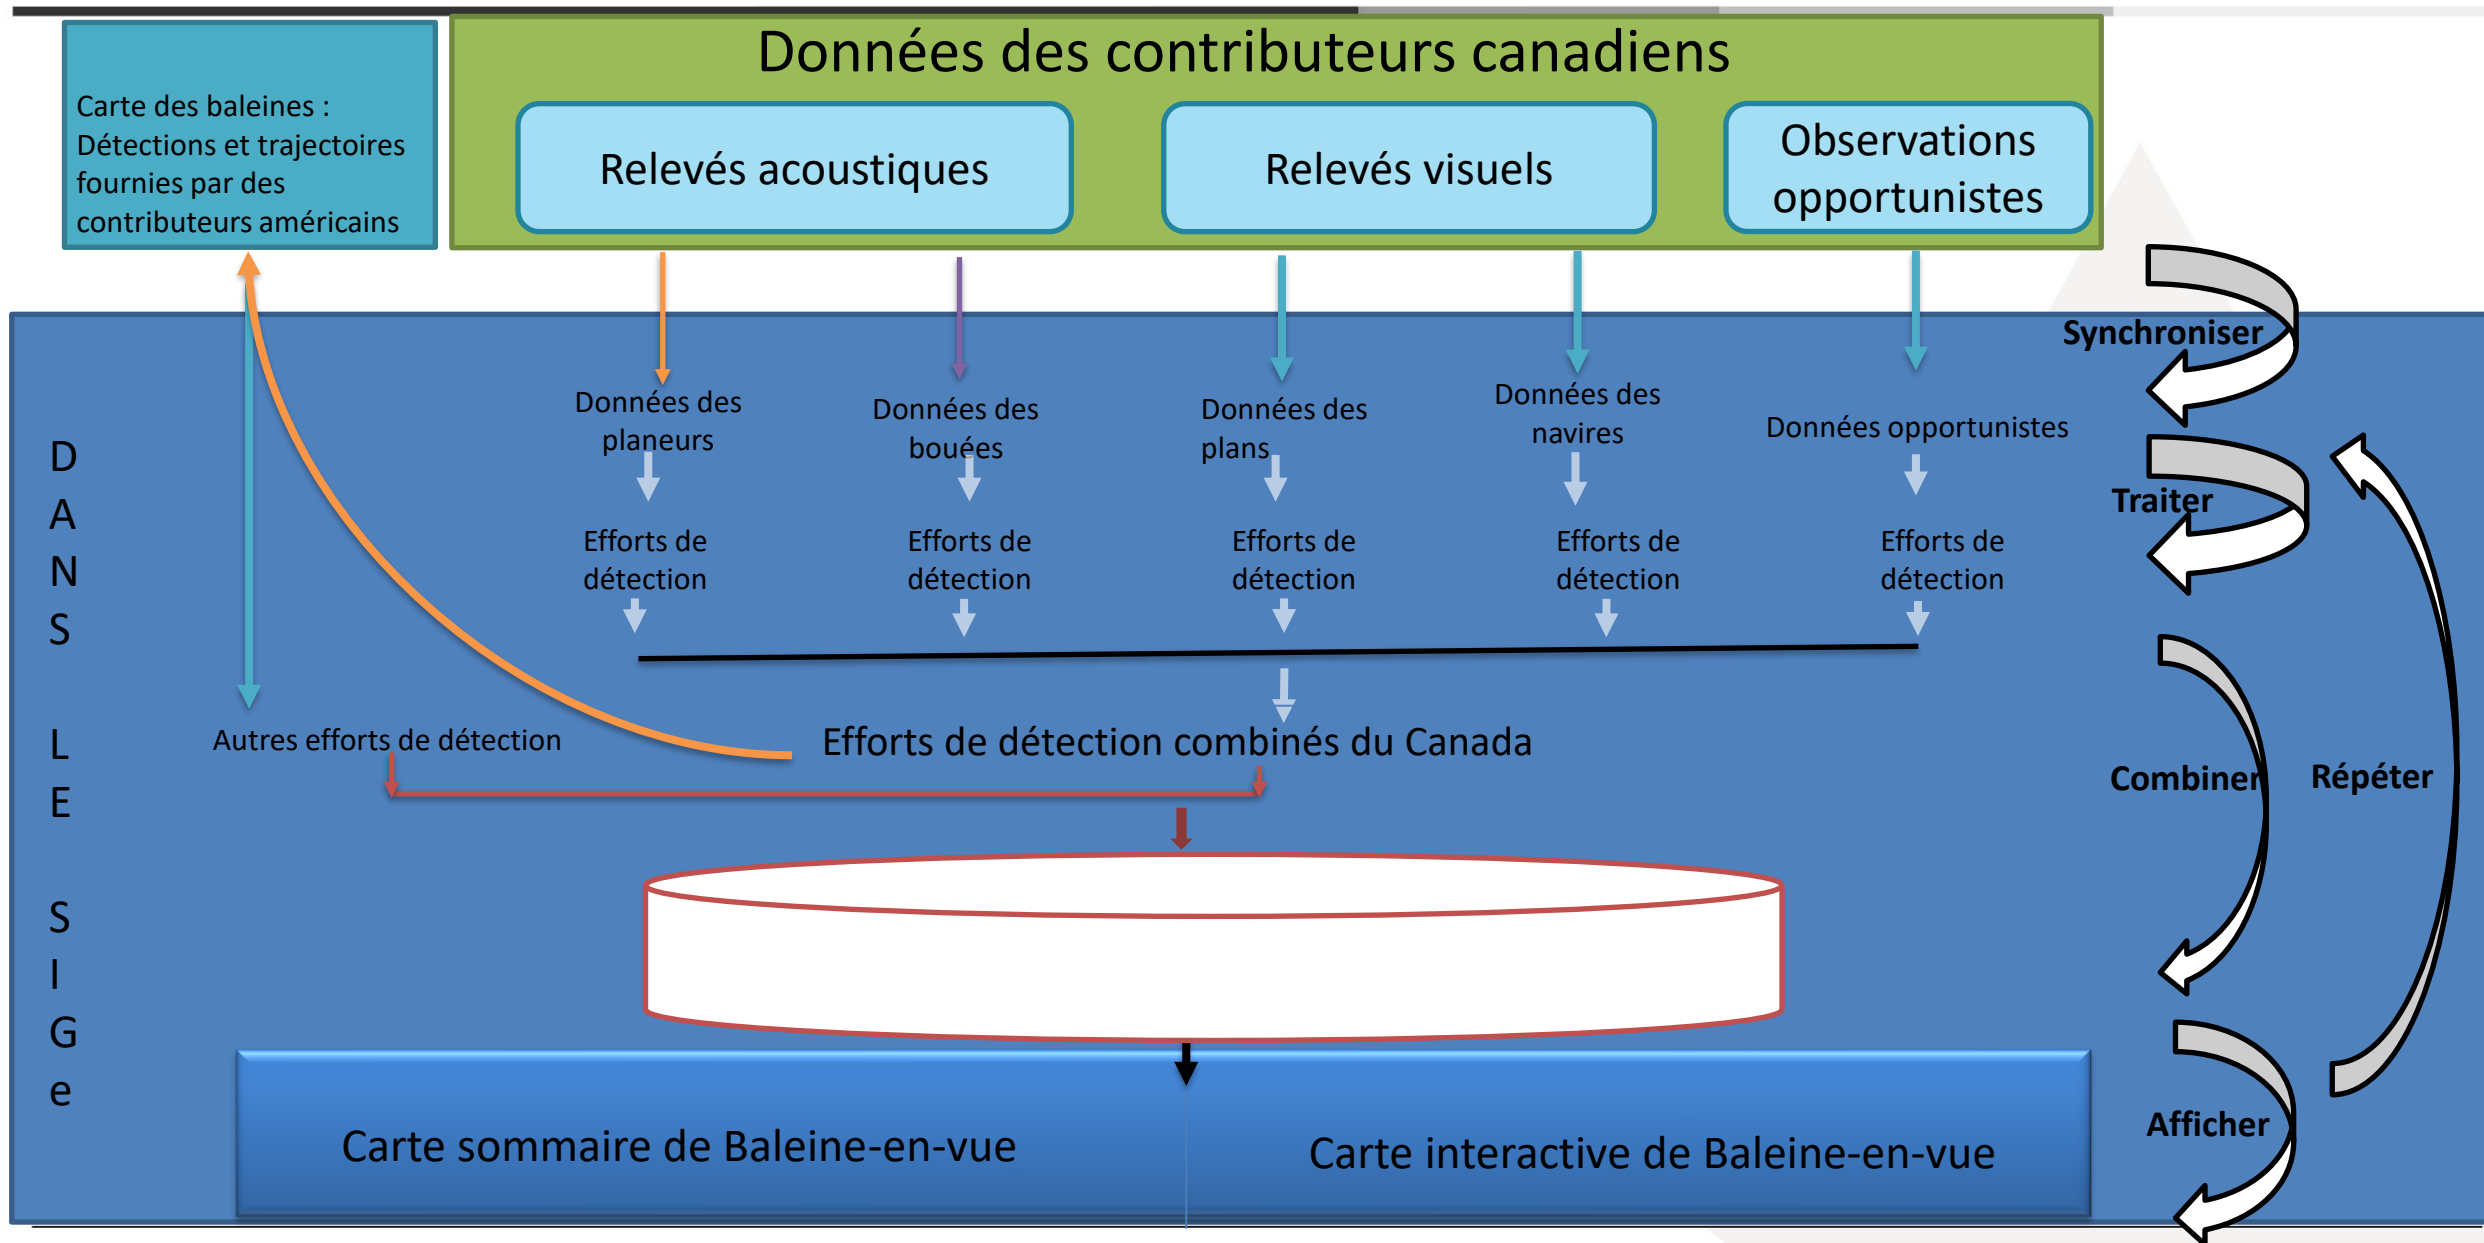 Données des contributeurs canadiens
Carte des baleines :
Détections et trajectoires
fournies par des
contributeurs américains
Relevés acoustiques
Relevés visuels
Observations
opportunistes
Synchroniser
Données des
planeurs
Données des
bouées
Données des
plans
Données des
navires
Données opportunistes
Traiter
Efforts de
détection
Efforts de
détection
Efforts de
détection
Efforts de
détection
Efforts de
détection
D
A
N
S
L
E
S
I
G
e
Autres efforts de détection
Efforts de détection combinés du Canada
Combiner
Répéter
Carte sommaire de Baleine-en-vue
Carte interactive de Baleine-en-vue
Afficher